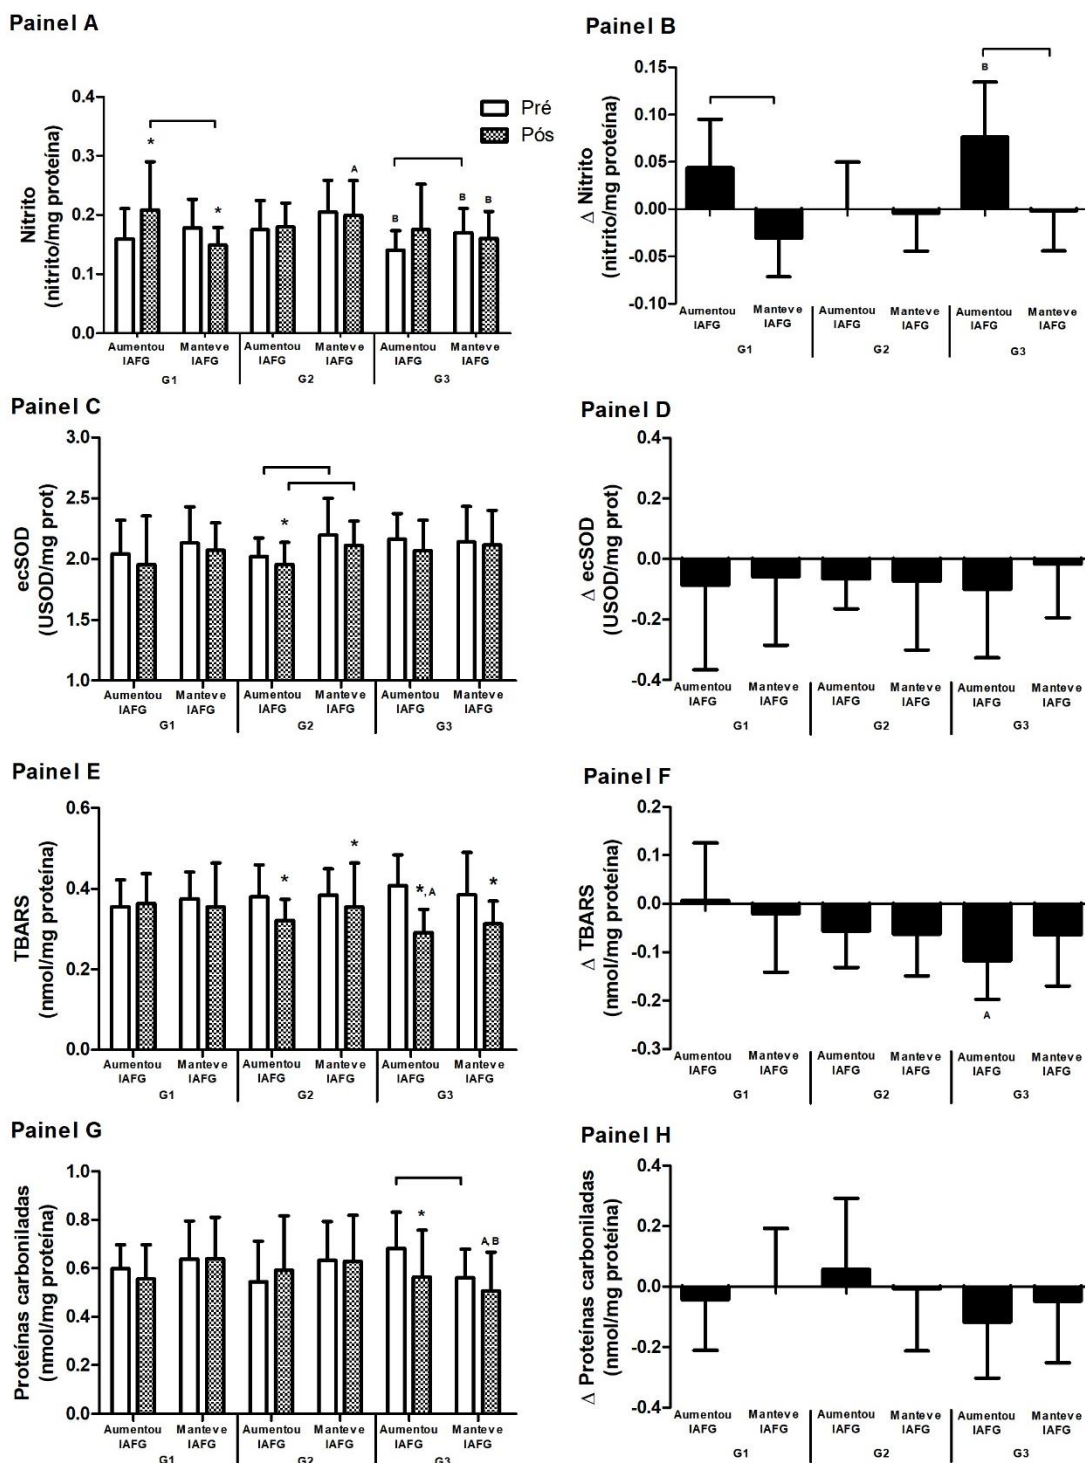 Painel A
Nitrito
(nitrito/mg proteína)
0.4
0.3
0.2
0.1
0.0
Pré
Pós
*
*
A
B
B
B
Aumentou
IAFG
Manteve
IAFG
Aumentou
IAFG
Manteve
IAFG
Aumentou
IAFG
Manteve
IAFG
G1
G2
G3
Painel B
Δ Nitrito
(nitrito/mg proteína)
0.15
0.10
0.05
0.00
-0.05
-0.10
B
Aumentou
IAFG
Manteve
IAFG
Aumentou
IAFG
Manteve
IAFG
Aumentou
IAFG
Manteve
IAFG
G1
G2
G3
Painel C
ecSOD
(USOD/mg prot)
3.0
2.5
2.0
1.5
1.0
*
Aumentou
IAFG
Manteve
IAFG
Aumentou
IAFG
Manteve
IAFG
Aumentou
IAFG
Manteve
IAFG
G1
G2
G3
Painel D
Δ ecSOD
(USOD/mg prot)
0.4
0.2
0.0
-0.2
-0.4
Aumentou
IAFG
Manteve
IAFG
Aumentou
IAFG
Manteve
IAFG
Aumentou
IAFG
Manteve
IAFG
G1
G2
G3
Painel E
TBARS
(nmol/mg proteína)
0.6
0.4
0.2
0.0
*
*
*,A
*
Aumentou
IAFG
Manteve
IAFG
Aumentou
IAFG
Manteve
IAFG
Aumentou
IAFG
Manteve
IAFG
G1
G2
G3
Painel F
Δ TBARS
(nmol/mg proteína)
0.2
0.1
0.0
-0.1
-0.2
-0.3
A
Aumentou
IAFG
Manteve
IAFG
Aumentou
IAFG
Manteve
IAFG
Aumentou
IAFG
Manteve
IAFG
G1
G2
G3
Painel G
Proteínas carboniladas
(nmol/mg proteína)
1.0
0.8
0.6
0.4
0.2
0.0
*
A, B
Aumentou
IAFG
Manteve
IAFG
Aumentou
IAFG
Manteve
IAFG
Aumentou
IAFG
Manteve
IAFG
G1
G2
G3
Painel H
Δ Proteínas carboniladas
(nmol/mg proteína)
0.4
0.2
0.0
-0.2
-0.4
Aumentou
IAFG
Manteve
IAFG
Aumentou
IAFG
Manteve
IAFG
Aumentou
IAFG
Manteve
IAFG
G1
G2
G3